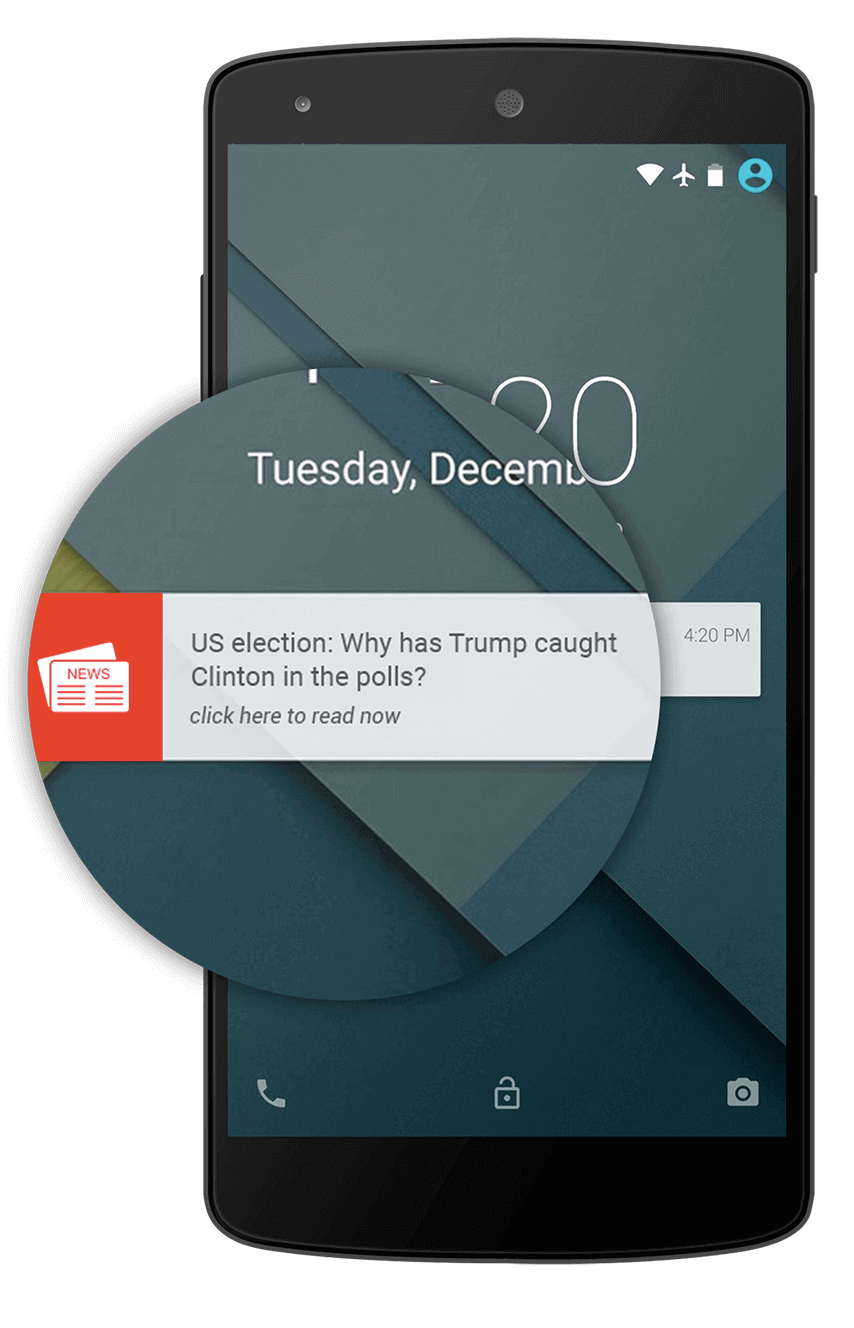 20
Tuesday, Decemb
NEWS
US election: Why has Trump caught
Clinton in the polls?
click here to read now
4:20 PM